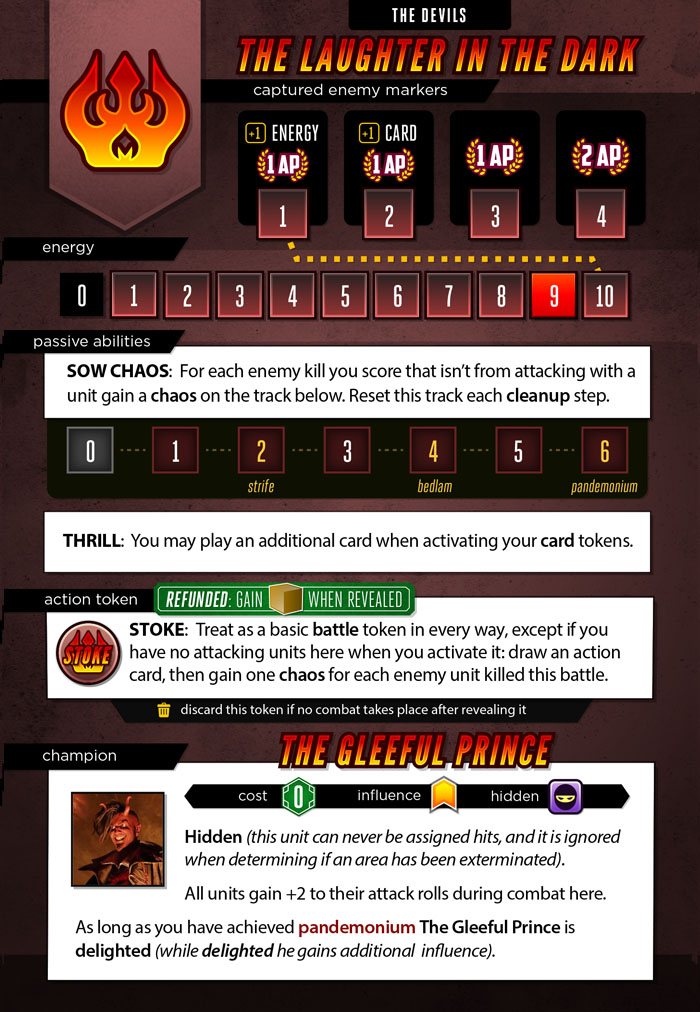 THE DEVILS
THE LAUGHTER IN THE DARK
captured enemy markers
+1 ENERGY
1 AP
1
+1 CARD
1 AP
2
1 AP
3
2 AP
4
energy
0 1 2 3 4 5 6 7 8 9 10
passive abilities
SOW CHAOS: For each enemy kill you score that isn’t from attacking with a
unit gain a chaos on the track below. Reset this track each cleanup step.
0 1 2 3 4 5 6
strife bedlam pandemonium
THRILL: You may play an additional card when activating your card tokens.
action token
REFUNDED: GAIN WHEN REVEALED
STOKE
STOKE: Treat as a basic battle token in every way, except if you
have no attacking units here when you activate it: draw an action
card, then gain one chaos for each enemy unit killed this battle.
discard this token if no combat takes place after revealing it
champion
THE GLEEFUL PRINCE
cost 0 influence hidden
Hidden (this unit can never be assigned hits, and it is ignored
when determining if an area has been exterminated).
All units gain +2 to their attack rolls during combat here.
As long as you have achieved pandemonium The Gleeful Prince is
delighted (while delighted he gains additional influence).